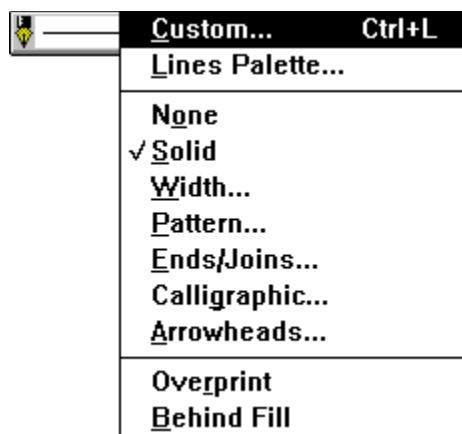 Custom... Ctrl+L
Lines Palette...
None
Solid
Width...
Pattern...
Ends/Joins...
Calligraphic...
Arrowheads...
Overprint
Behind Fill